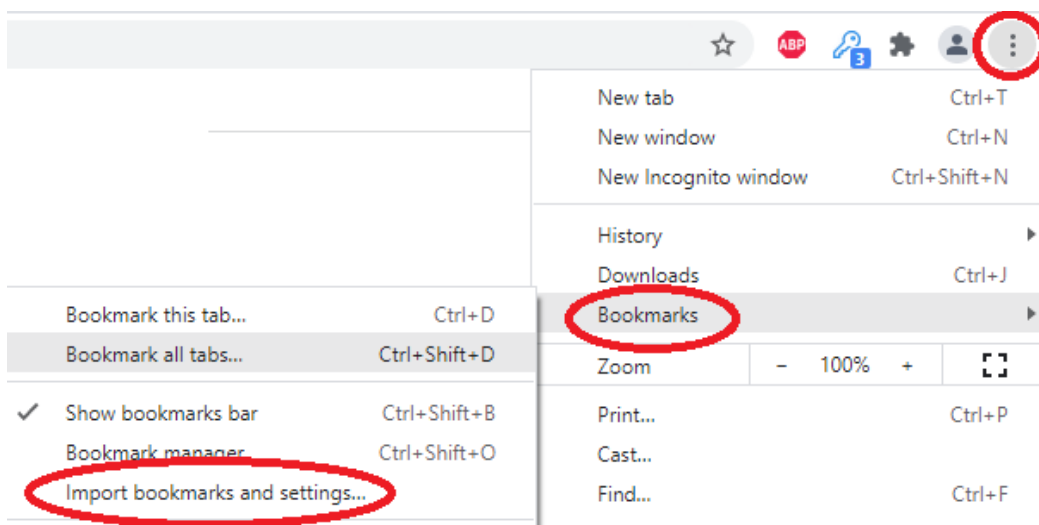 ABP
3
New tab Ctrl+T
New window Ctrl+N
New Incognito window Ctrl+Shift+N
History
Downloads Ctrl+J
Bookmarks
Zoom - 100% +
Print... Ctrl+P
Cast...
Find... Ctrl+F
Bookmark this tab... Ctrl+D
Bookmark all tabs... Ctrl+Shift+D
Show bookmarks bar Ctrl+Shift+B
Bookmark manager Ctrl+Shift+O
Import bookmarks and settings...